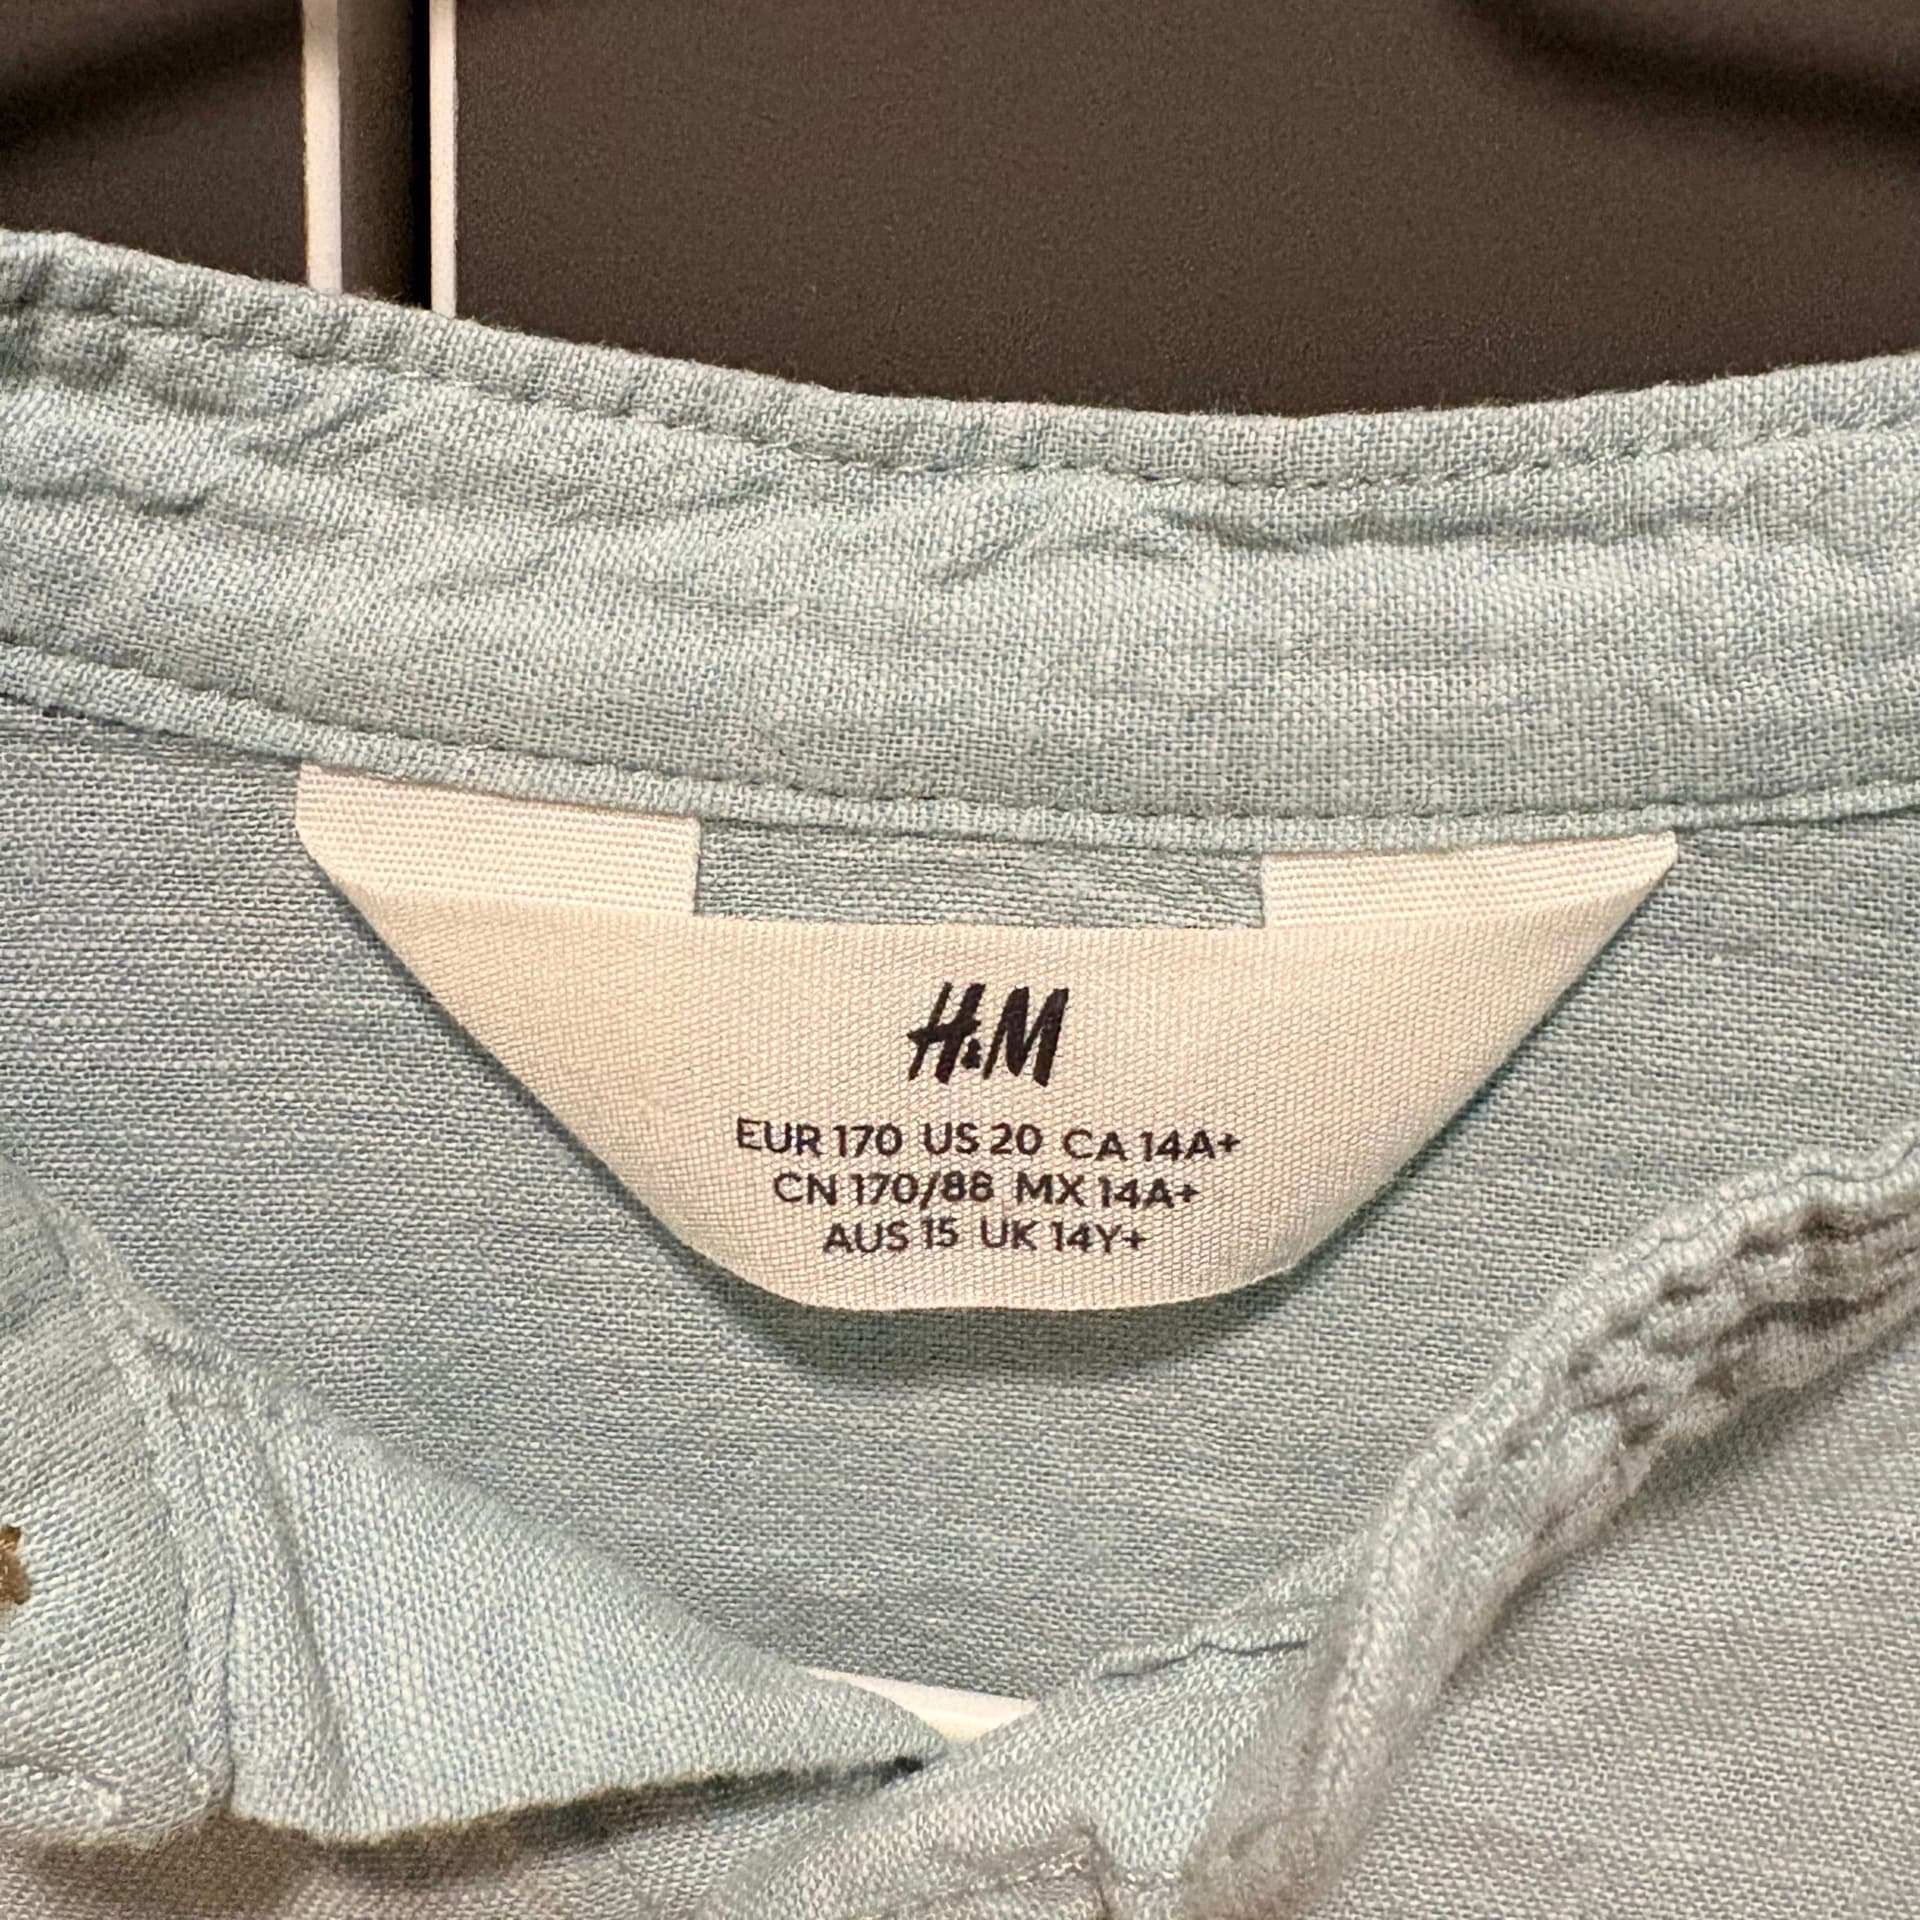 H&M
EUR 170 US 20 CA 14A+
CN 170/88 MX 14A+
AUS 15 UK 14Y+